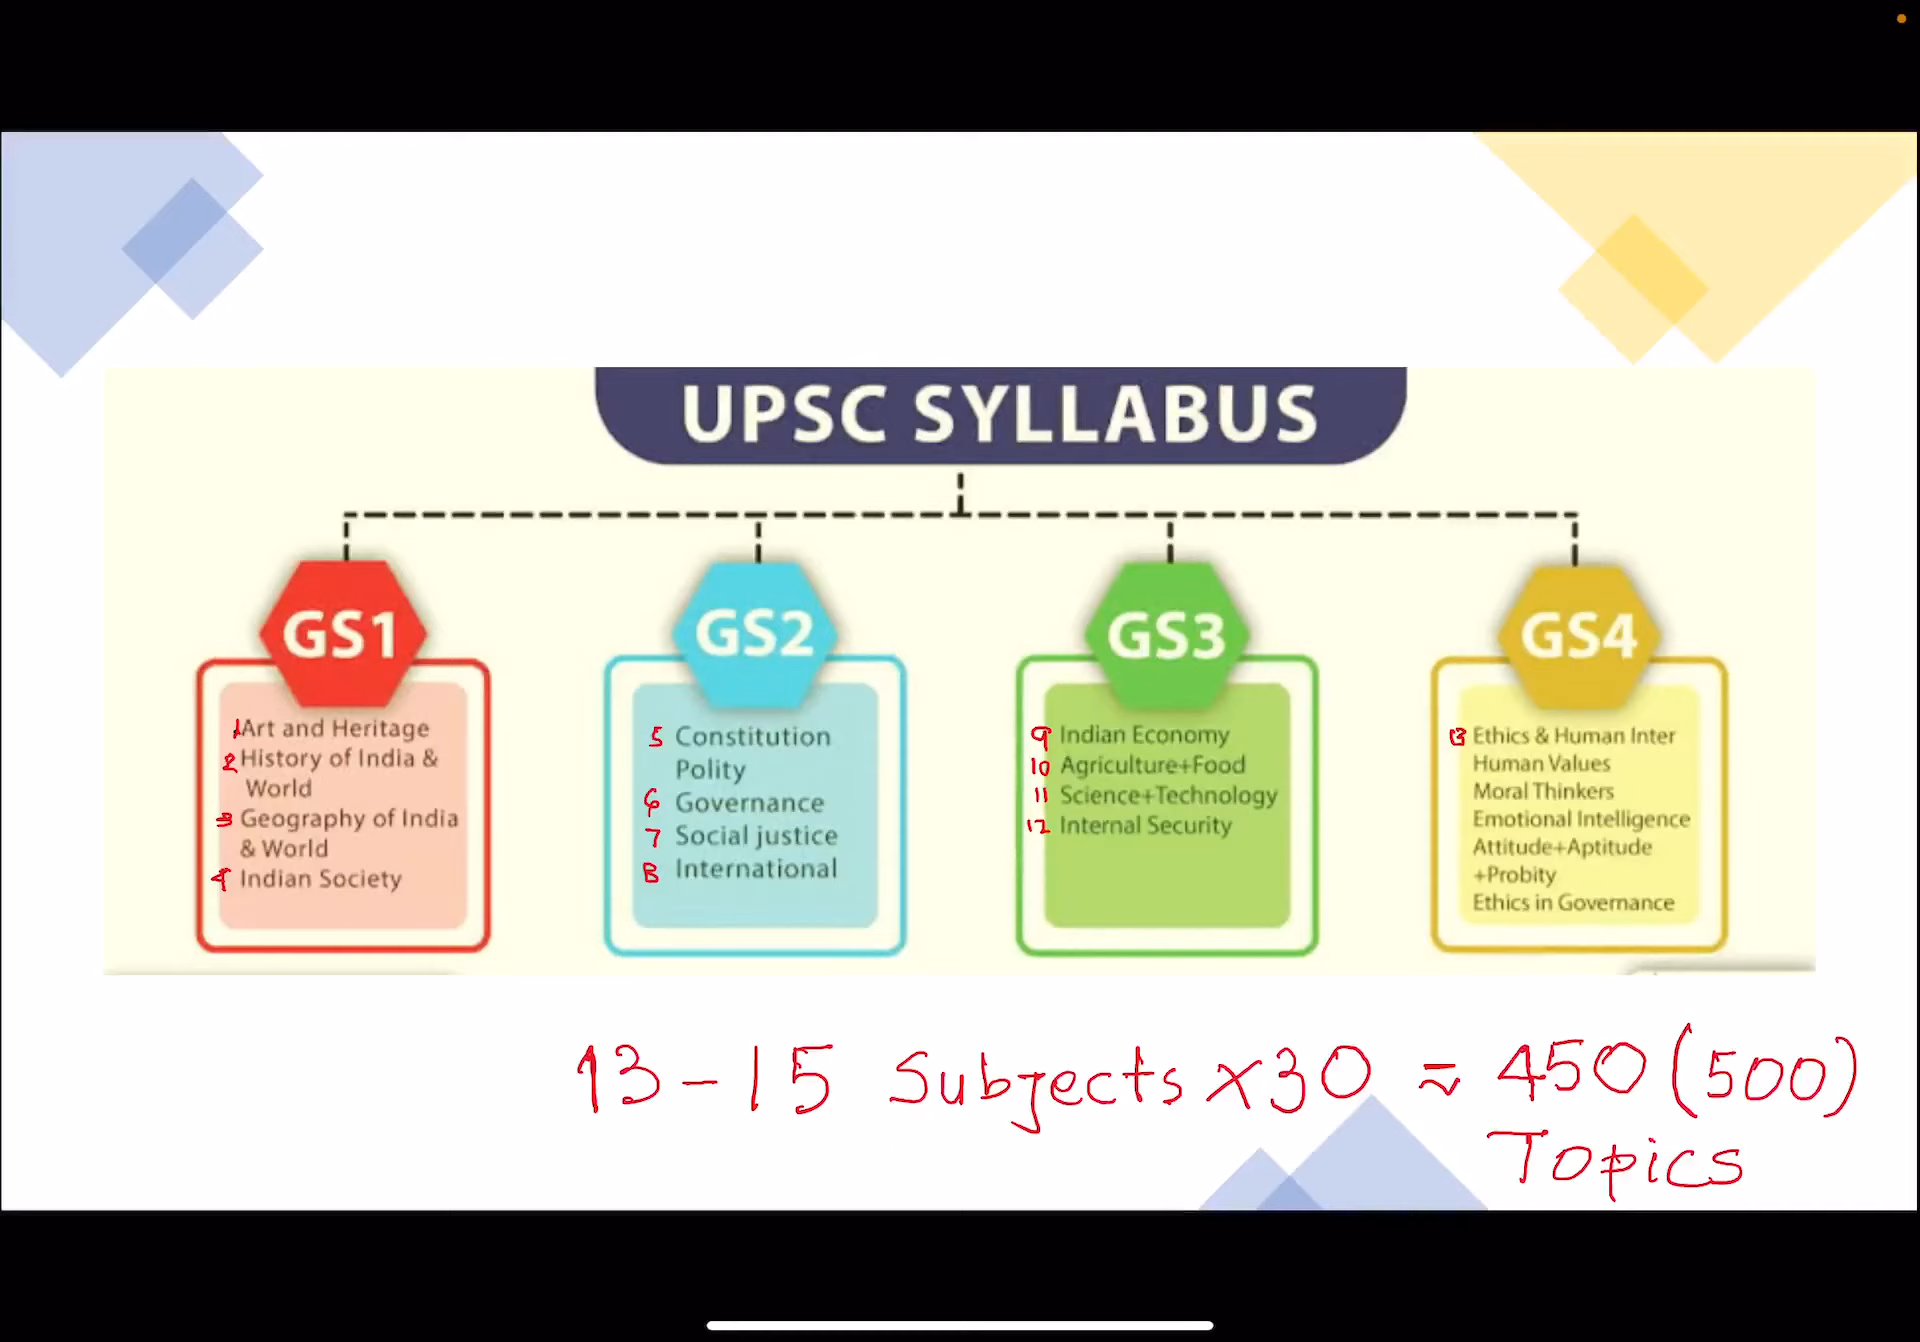 UPSC SYLLABUS
GS1
1 Art and Heritage
2 History of India &
World
3 Geography of India
& World
4 Indian Society
GS2
5 Constitution
Polity
6 Governance
7 Social justice
8 International
GS3
9 Indian Economy
10 Agriculture+Food
11 Science+Technology
12 Internal Security
GS4
13 Ethics & Human Inter
Human Values
Moral Thinkers
Emotional Intelligence
Attitude+Aptitude
+Probity
Ethics in Governance
13-15 Subjects x30 ≈ 450 (500)
Topics